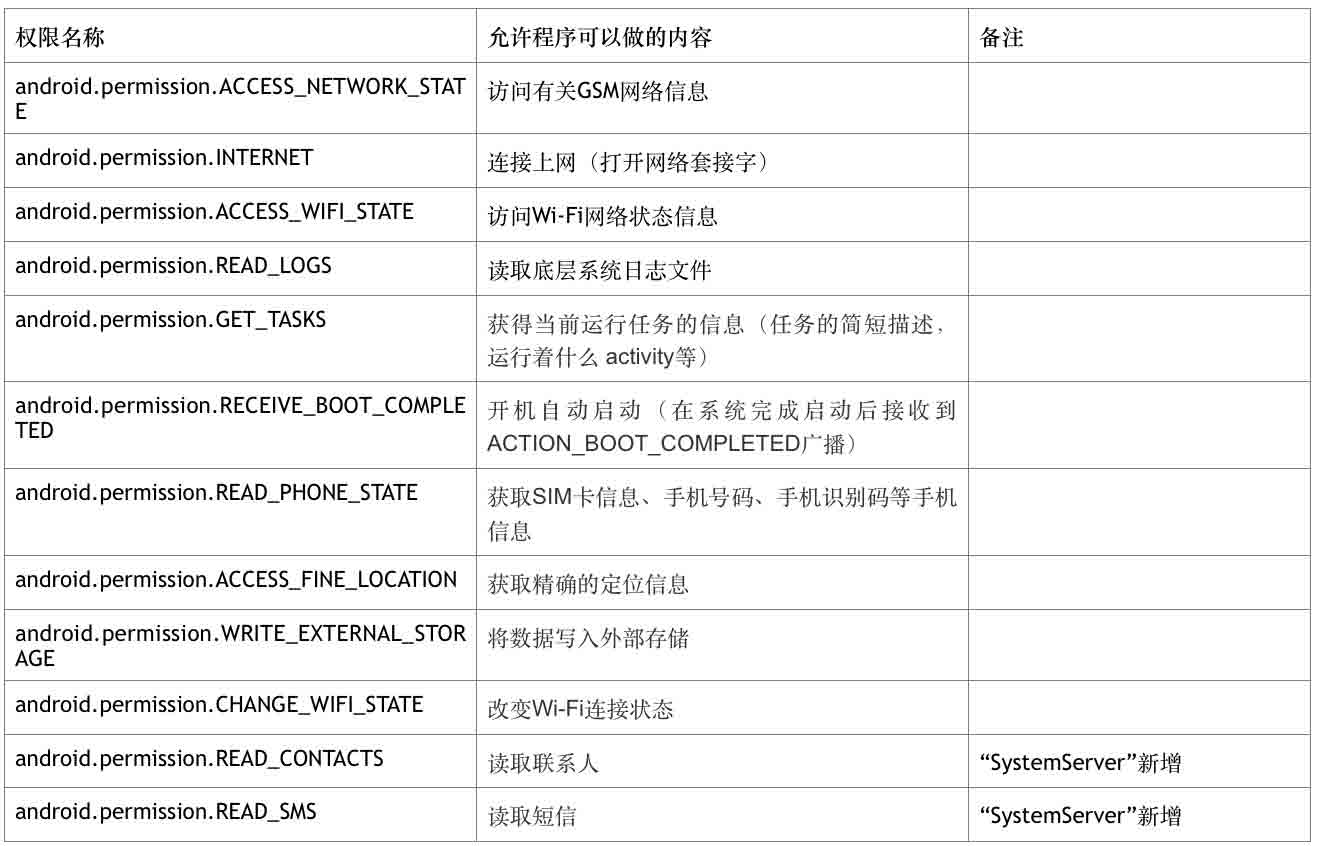 权限名称
允许程序可以做的内容
备注
android.permission.ACCESS_NETWORK_STAT
E
访问有关GSM网络信息
android.permission.INTERNET
连接上网（打开网络套接字）
android.permission.ACCESS_WIFI_STATE
访问Wi-Fi网络状态信息
android.permission.READ_LOGS
读取底层系统日志文件
android.permission.GET_TASKS
获得当前运行任务的信息（任务的简短描述，
运行着什么 activity等）
android.permission.RECEIVE_BOOT_COMPLE
TED
开机自动启动（在系统完成启动后接收到
ACTION_BOOT_COMPLETED广播）
android.permission.READ_PHONE_STATE
获取SIM卡信息、手机号码、手机识别码等手机
信息
android.permission.ACCESS_FINE_LOCATION
获取精确的定位信息
android.permission.WRITE_EXTERNAL_STOR
AGE
将数据写入外部存储
android.permission.CHANGE_WIFI_STATE
改变Wi-Fi连接状态
android.permission.READ_CONTACTS
读取联系人
“SystemServer”新增
android.permission.READ_SMS
读取短信
“SystemServer”新增